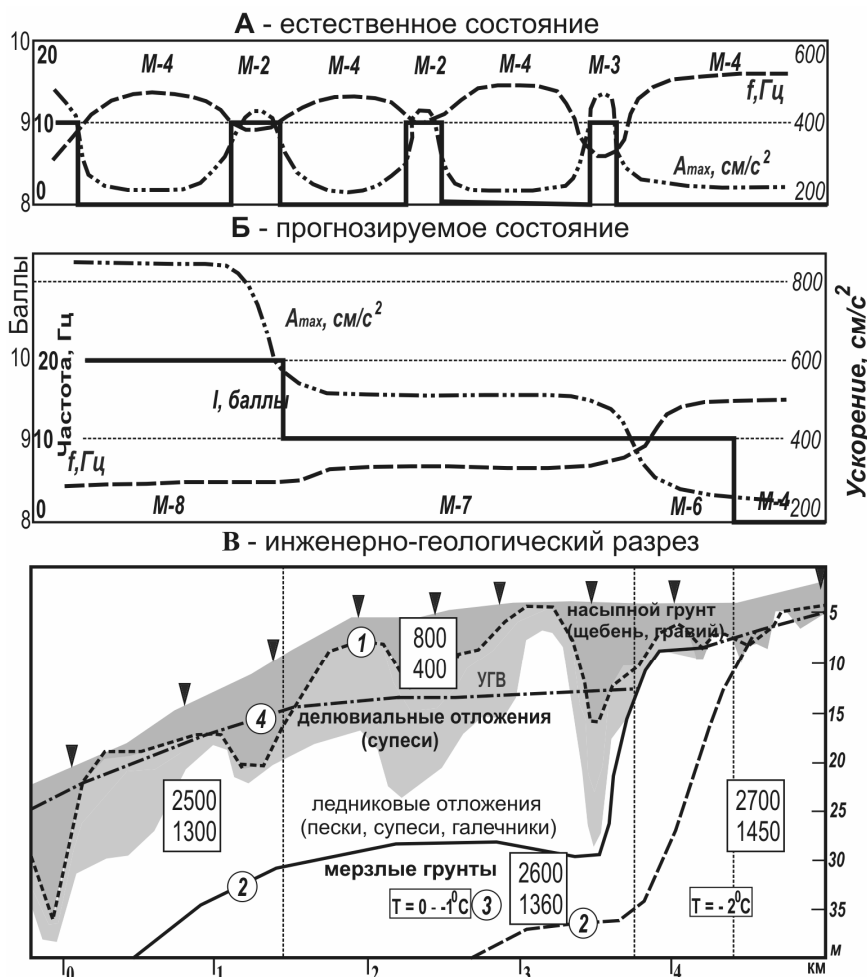 А - естественное состояние
10
20
М-4
М-2
М-4
М-2
М-4
М-3
М-4
600
f,Гц
9
10
400
Amax, см/с²
0
8
200
Б - прогнозируемое состояние
Баллы
Частота, Гц
Ускорение, см/с²
800
Amax, см/с²
10
20
600
I, баллы
9
10
400
f,Гц
0
8
М-8
М-7
М-6
М-4
200
В - инженерно-геологический разрез
насыпной грунт
(щебень, гравий)
5
1
800
400
10
УГВ
4
делювиальные отложения
(супеси)
15
20
2500
1300
ледниковые отложения
(пески, супеси, галечники)
2700
1450
25
мерзлые грунты
30
2
2600
1360
T = 0 - -1⁰C
3
2
T = - 2⁰C
35
м
0
1
2
3
4
км